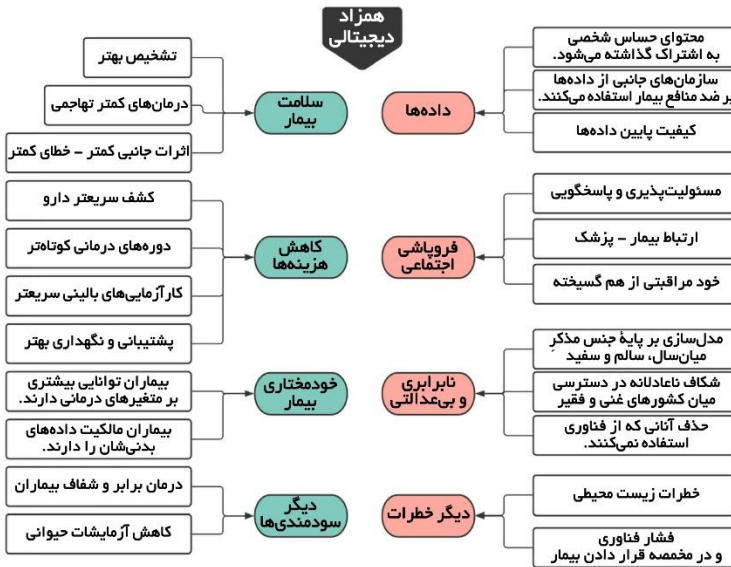 همزاد
دیجیتالی
محتوای حساس شخصی
به اشتراک گذاشته می‌شود.
سازمان‌های جانبی از داده‌ها
بر ضد منافع بیمار استفاده می‌کنند.
کیفیت پایین داده‌ها
داده‌ها
سلامت
بیمار
تشخیص بهتر
درمان‌های کمتر تهاجمی
اثرات جانبی کمتر – خطای کمتر
مسئولیت‌پذیری و پاسخگویی
ارتباط بیمار – پزشک
خود مراقبتی از هم گسیخته
فروپاشی
اجتماعی
کاهش
هزینه‌ها
کشف سریعتر دارو
دوره‌های درمانی کوتاه‌تر
کارآزمایی‌های بالینی سریعتر
پشتیبانی و نگهداری بهتر
مدل‌سازی بر پایهٔ جنس مذکرِ
میان‌سال، سالم و سفید
شکاف ناعادلانه در دسترسی
میان کشورهای غنی و فقیر
حذف آنانی که از فناوری
استفاده نمی‌کنند.
نابرابری
و بی‌عدالتی
خودمختاری
بیمار
بیماران توانایی بیشتری
بر متغیرهای درمانی دارند.
بیماران مالکیت داده‌های
بدنی‌شان را دارند.
خطرات زیست محیطی
فشار فناوری
و در مخمصه قرار دادن بیمار
دیگر خطرات
دیگر
سودمندی‌ها
درمان برابر و شفاف بیماران
کاهش آزمایشات حیوانی